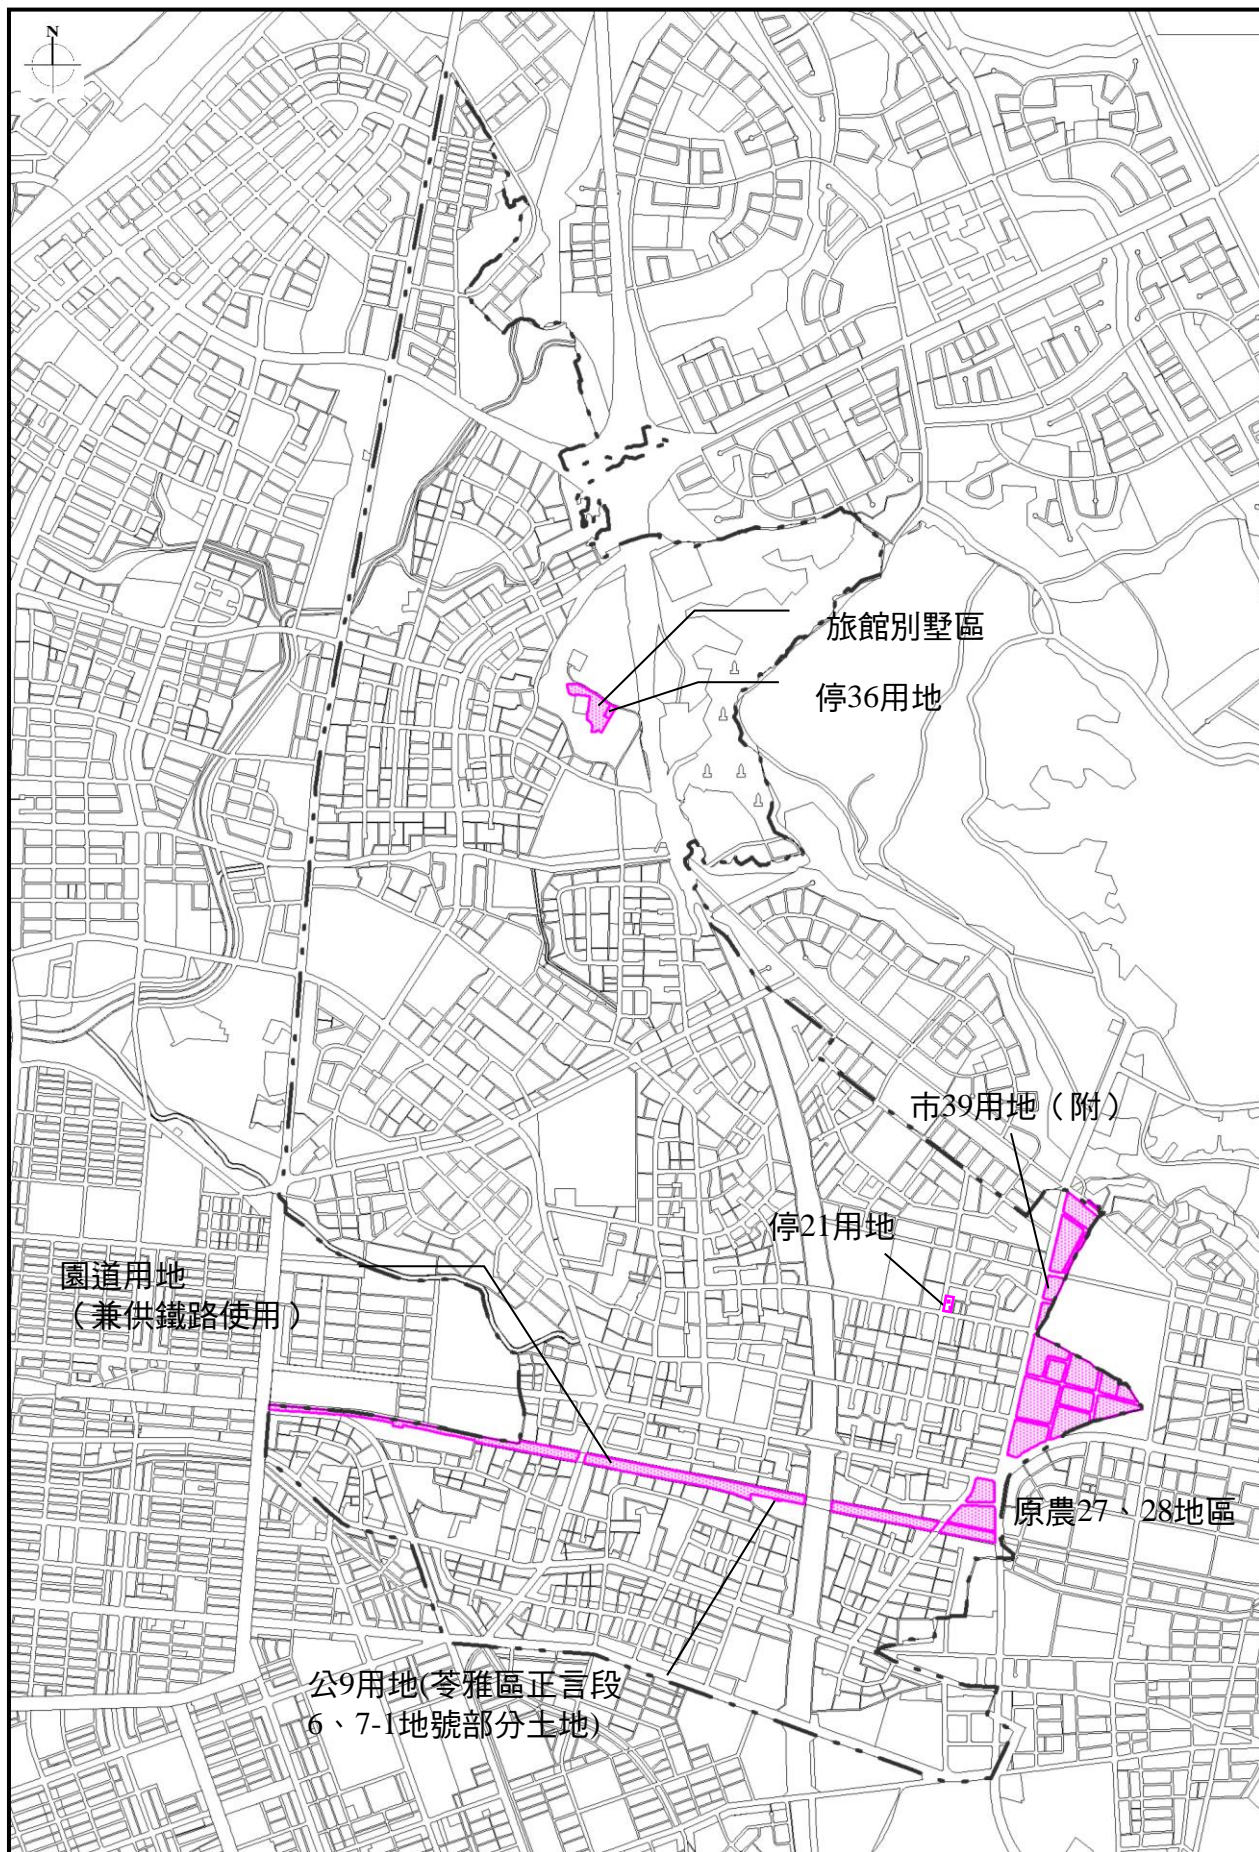 N
旅館別墅區
停36用地
市39用地（附）
停21用地
園道用地
（兼供鐵路使用）
原農27、28地區
公9用地(苓雅區正言段
6、7-1地號部分土地)